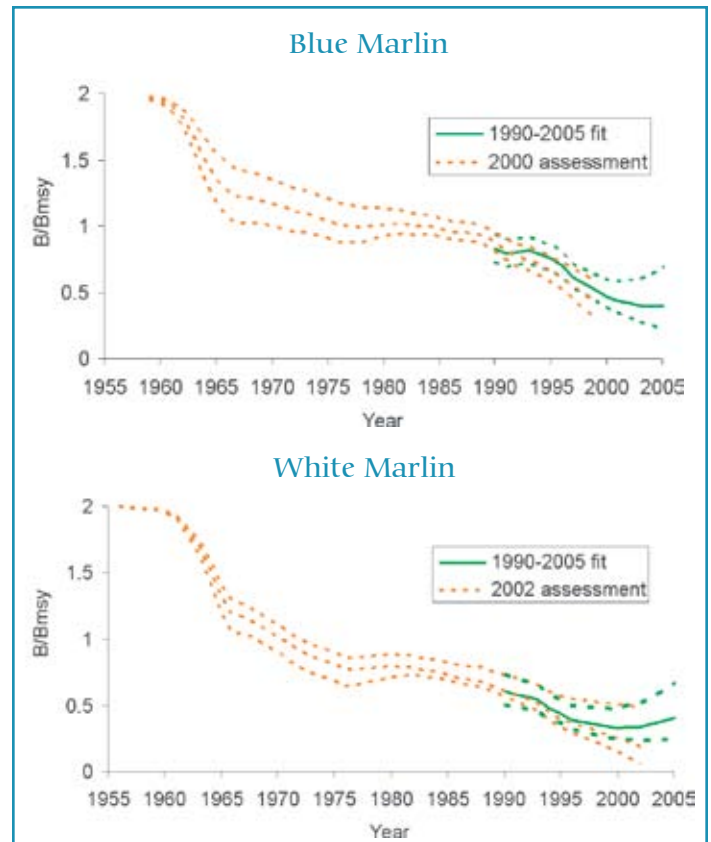 Blue Marlin
2
1.5
1
0.5
0
B/Bmsy
1990-2005 fit
2000 assessment
1955 1960 1965 1970 1975 1980 1985 1990 1995 2000 2005
Year
White Marlin
2
1.5
1
0.5
0
B/Bmsy
1990-2005 fit
2002 assessment
1955 1960 1965 1970 1975 1980 1985 1990 1995 2000 2005
Year